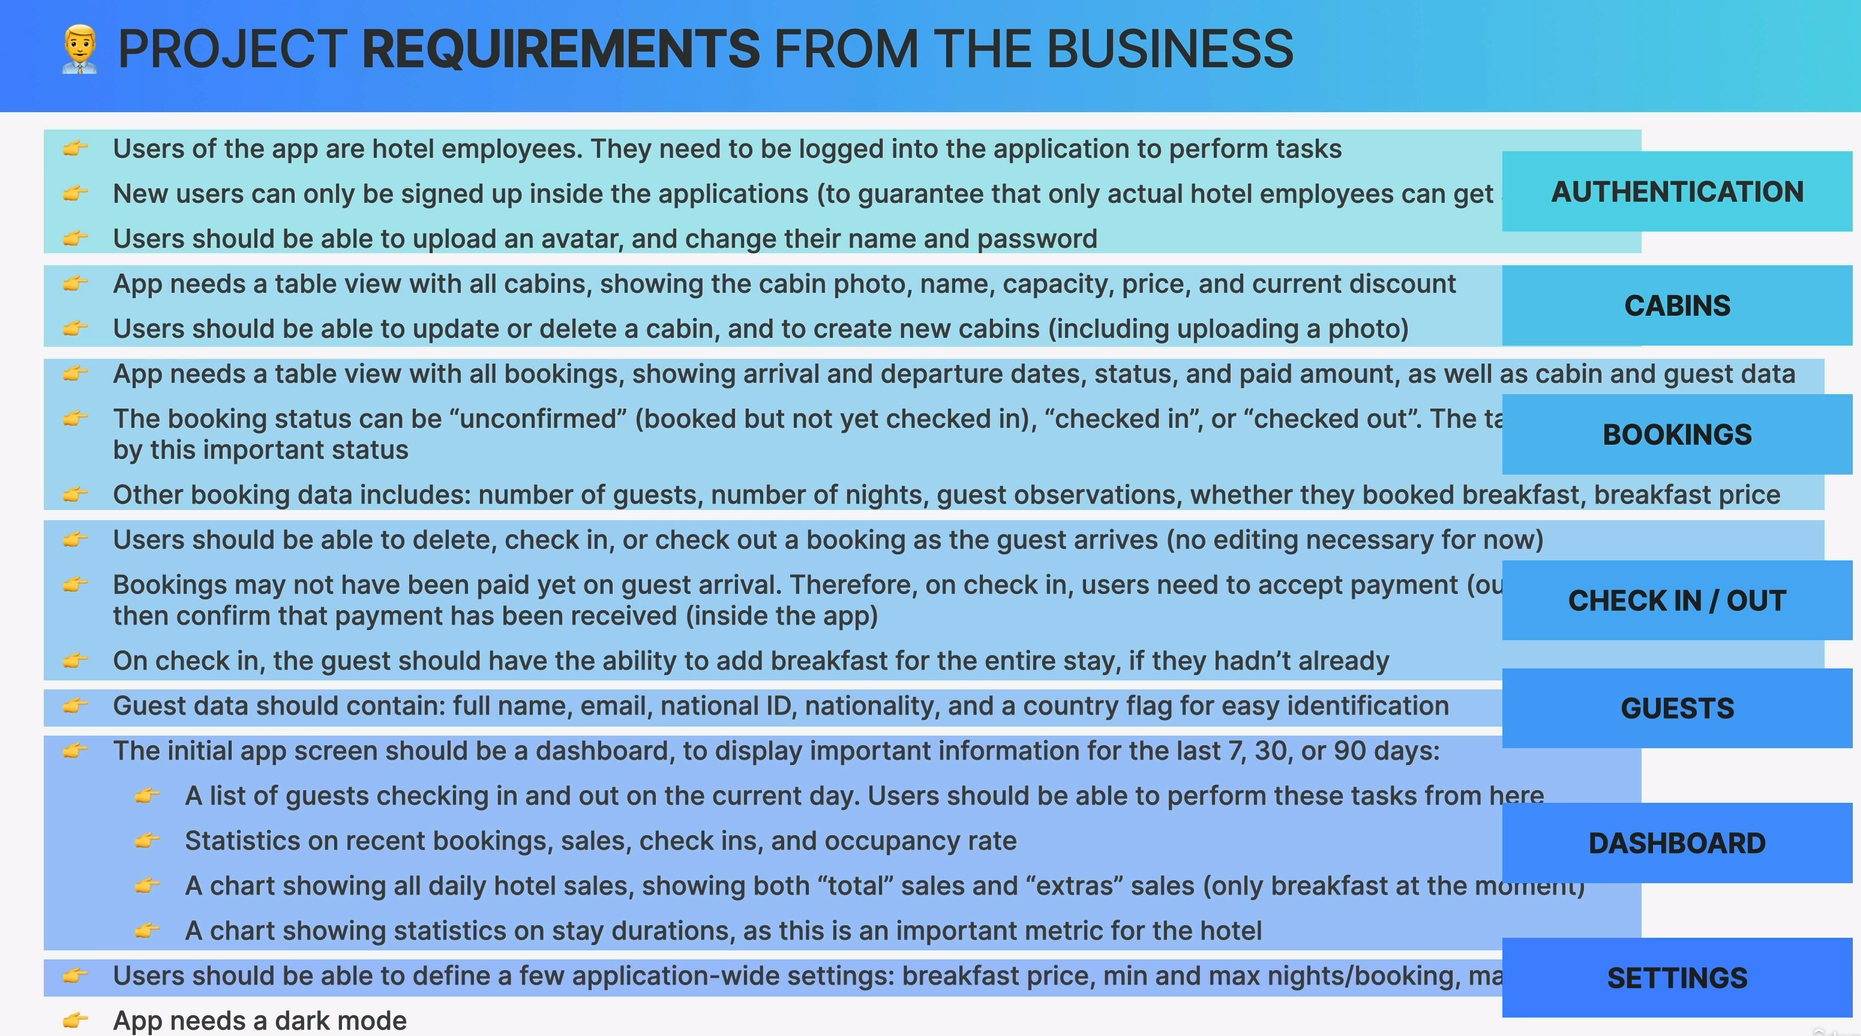 PROJECT REQUIREMENTS FROM THE BUSINESS
Users of the app are hotel employees. They need to be logged into the application to perform tasks
New users can only be signed up inside the applications (to guarantee that only actual hotel employees can get
Users should be able to upload an avatar, and change their name and password
AUTHENTICATION
App needs a table view with all cabins, showing the cabin photo, name, capacity, price, and current discount
Users should be able to update or delete a cabin, and to create new cabins (including uploading a photo)
CABINS
App needs a table view with all bookings, showing arrival and departure dates, status, and paid amount, as well as cabin and guest data
The booking status can be “unconfirmed” (booked but not yet checked in), “checked in”, or “checked out”. The
by this important status
Other booking data includes: number of guests, number of nights, guest observations, whether they booked breakfast, breakfast price
BOOKINGS
Users should be able to delete, check in, or check out a booking as the guest arrives (no editing necessary for now)
Bookings may not have been paid yet on guest arrival. Therefore, on check in, users need to accept payment
then confirm that payment has been received (inside the app)
On check in, the guest should have the ability to add breakfast for the entire stay, if they hadn’t already
CHECK IN / OUT
Guest data should contain: full name, email, national ID, nationality, and a country flag for easy identification
GUESTS
The initial app screen should be a dashboard, to display important information for the last 7, 30, or 90 days:
A list of guests checking in and out on the current day. Users should be able to perform these tasks from here
Statistics on recent bookings, sales, check ins, and occupancy rate
A chart showing all daily hotel sales, showing both “total” sales and “extras” sales (only breakfast at the moment)
A chart showing statistics on stay durations, as this is an important metric for the hotel
DASHBOARD
Users should be able to define a few application-wide settings: breakfast price, min and max nights/booking,
SETTINGS
App needs a dark mode